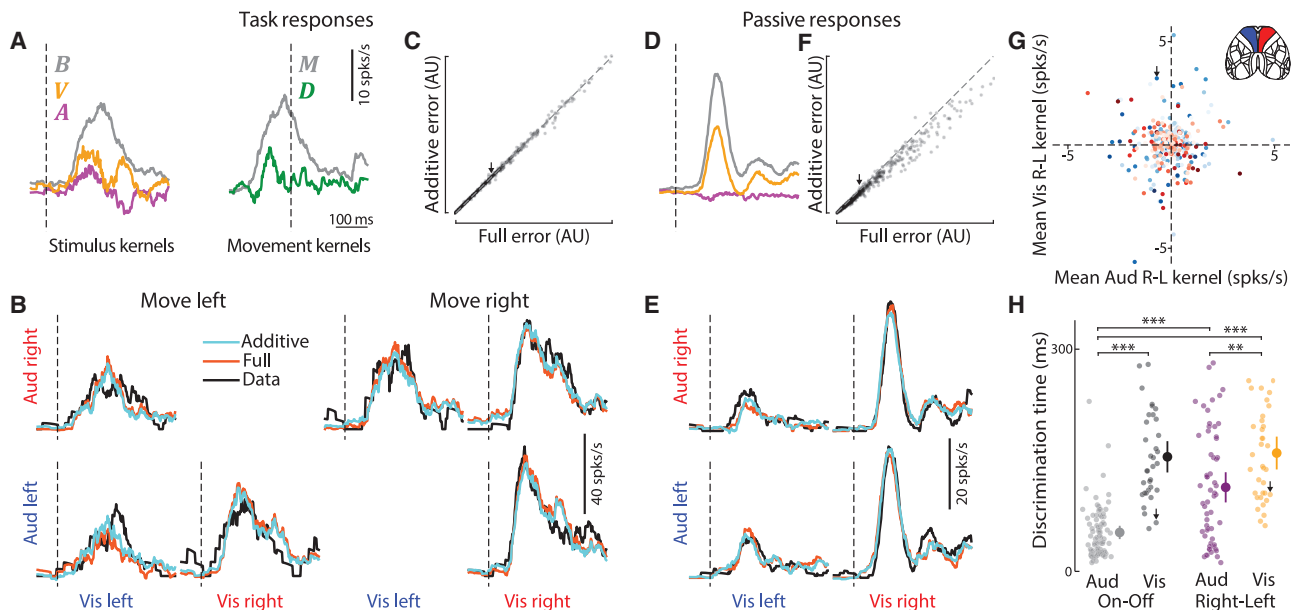 Task responses
Passive responses
A
B
V
A
M
D
10 spks/s
100 ms
Stimulus kernels
Movement kernels
C
Additive error (AU)
Full error (AU)
D
F
Additive error (AU)
Full error (AU)
G
Mean Vis R-L kernel (spks/s)
5
-5
5
-5
Mean Aud R-L kernel (spks/s)
B
Move left
Move right
Aud right
Aud left
Additive
Full
Data
40 spks/s
Vis left
Vis right
Vis left
Vis right
E
Aud right
Aud left
20 spks/s
Vis left
Vis right
H
Discrimination time (ms)
300
0
***
***
***
**
Aud
Vis
Aud
Vis
On-Off
Right-Left